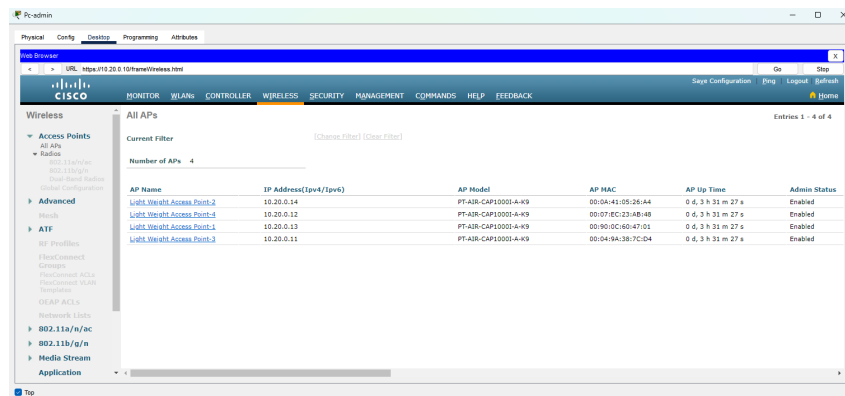 Pc-admin
Physical Config Desktop Programming Attributes
Web Browser X
< > URL https://10.20.0.10/frameWireless.html Go Stop
Save Configuration Ping Logout Refresh
CISCO MONITOR WLANs CONTROLLER WIRELESS SECURITY MANAGEMENT COMMANDS HELP FEEDBACK Home
Wireless
Access Points
All APs
Radios
802.11a/n/ac
802.11b/g/n
Dual-Band Radios
Global Configuration
Advanced
Mesh
ATF
RF Profiles
FlexConnect
Groups
FlexConnect ACLs
FlexConnect VLAN
Templates
OEAP ACLs
Network Lists
802.11a/n/ac
802.11b/g/n
Media Stream
Application
All APs Entries 1 - 4 of 4
Current Filter [Change Filter] [Clear Filter]
Number of APs 4
AP Name IP Address(Ipv4/Ipv6) AP Model AP MAC AP Up Time Admin Status
Light Weight Access Point-2 10.20.0.14 PT-AIR-CAP1000I-A-K9 00:0A:41:05:26:A4 0 d, 3 h 31 m 27 s Enabled
Light Weight Access Point-4 10.20.0.12 PT-AIR-CAP1000I-A-K9 00:07:EC:23:AB:48 0 d, 3 h 31 m 27 s Enabled
Light Weight Access Point-1 10.20.0.13 PT-AIR-CAP1000I-A-K9 00:90:0C:60:47:01 0 d, 3 h 31 m 27 s Enabled
Light Weight Access Point-3 10.20.0.11 PT-AIR-CAP1000I-A-K9 00:04:9A:38:7C:D4 0 d, 3 h 31 m 27 s Enabled
Top